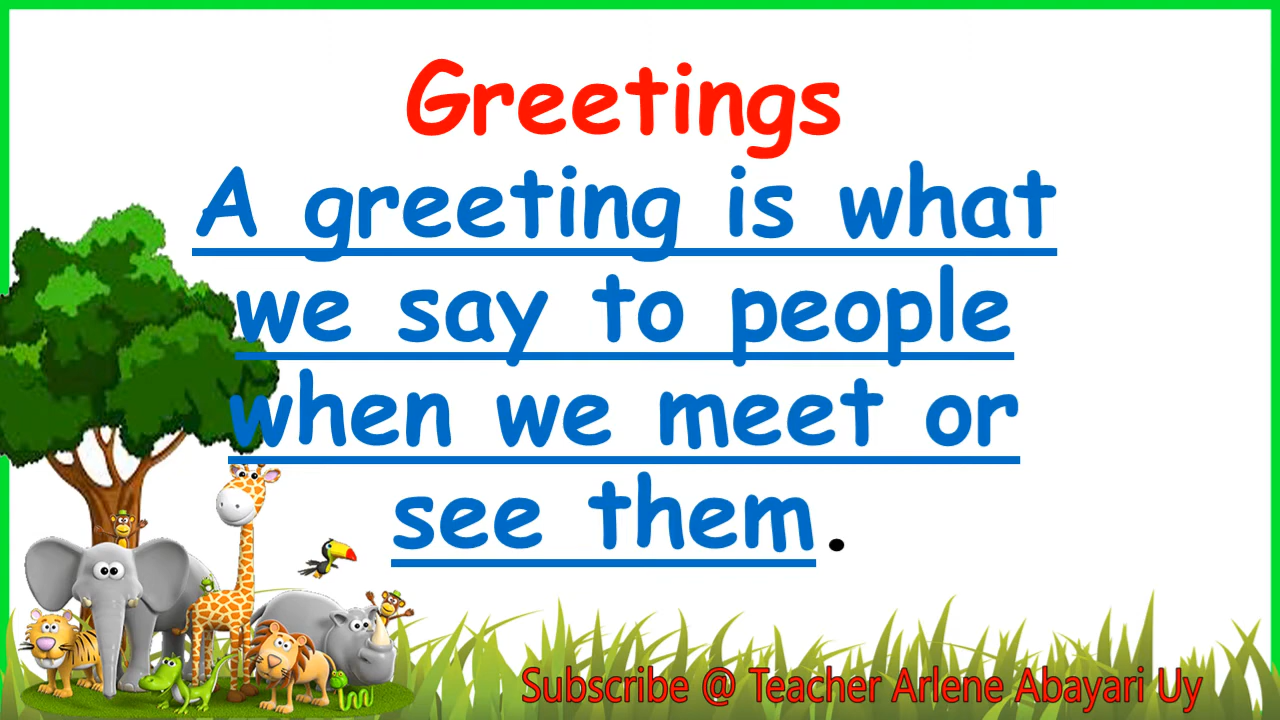 Greetings
A greeting is what
we say to people
when we meet or
see them.
Subscribe @ Teacher Arlene Abayari Uy